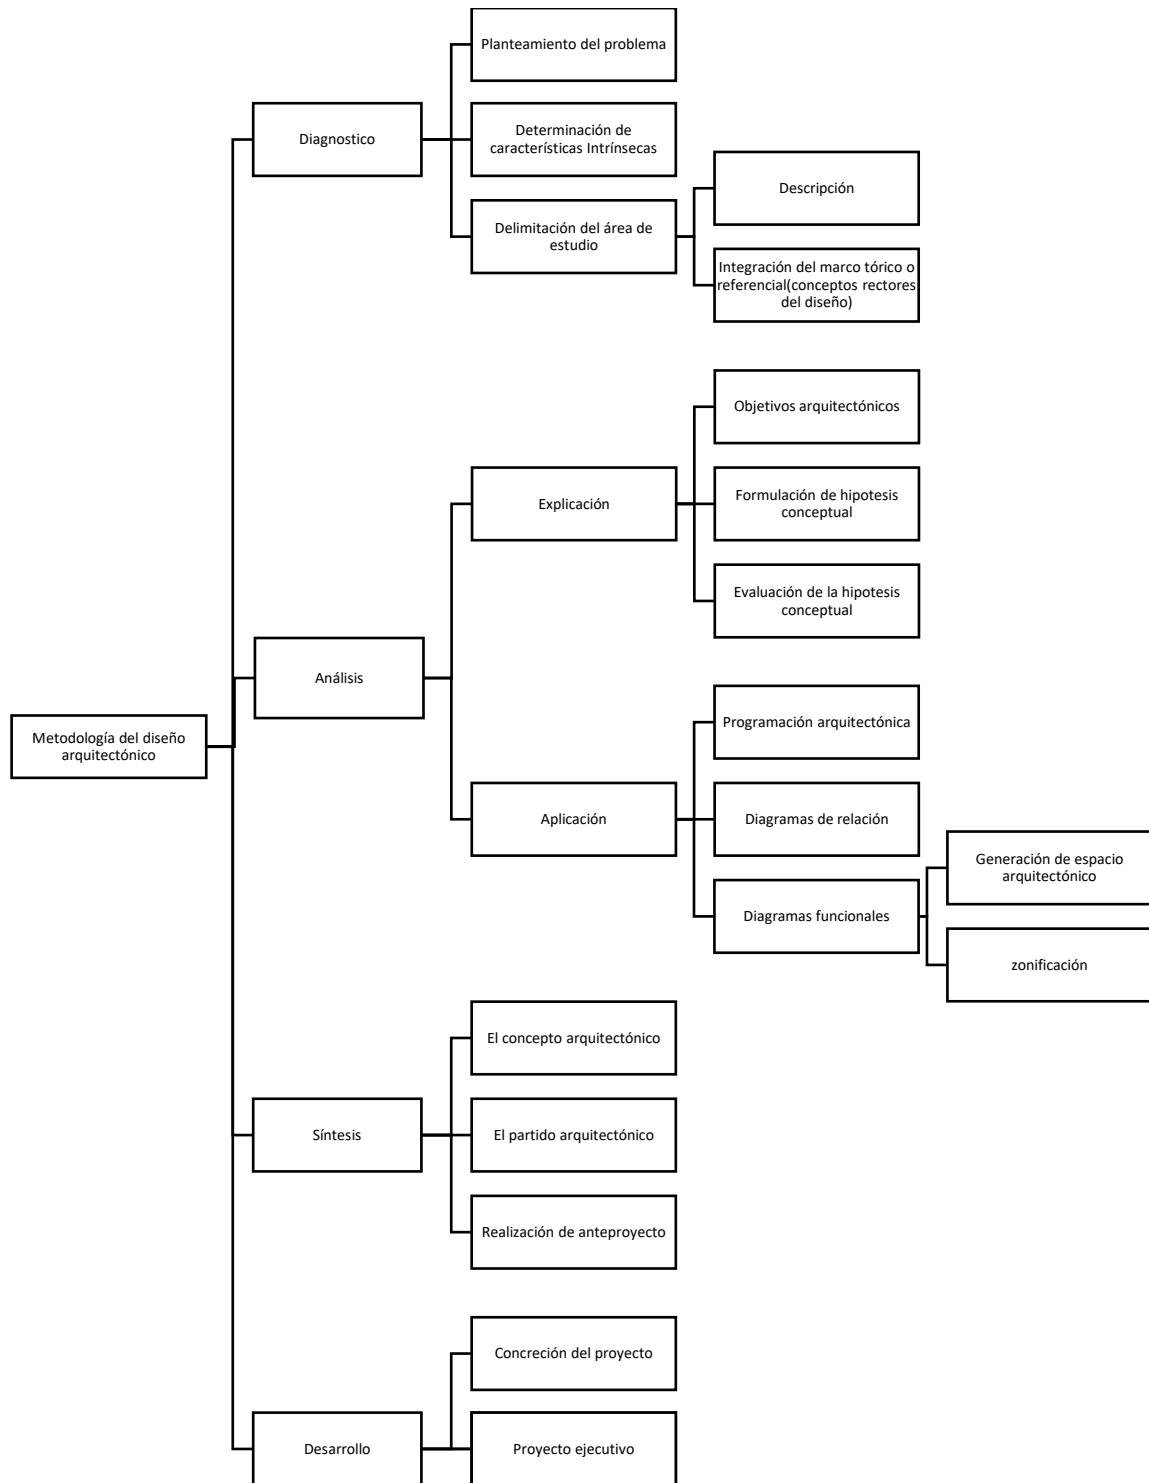 Metodología del diseño
arquitectónico
Diagnostico
Planteamiento del problema
Determinación de
características Intrínsecas
Delimitación del área de
estudio
Descripción
Integración del marco tórico o
referencial(conceptos rectores
del diseño)
Análisis
Explicación
Objetivos arquitectónicos
Formulación de hipotesis
conceptual
Evaluación de la hipotesis
conceptual
Aplicación
Programación arquitectónica
Diagramas de relación
Diagramas funcionales
Generación de espacio
arquitectónico
zonificación
Síntesis
El concepto arquitectónico
El partido arquitectónico
Realización de anteproyecto
Desarrollo
Concreción del proyecto
Proyecto ejecutivo